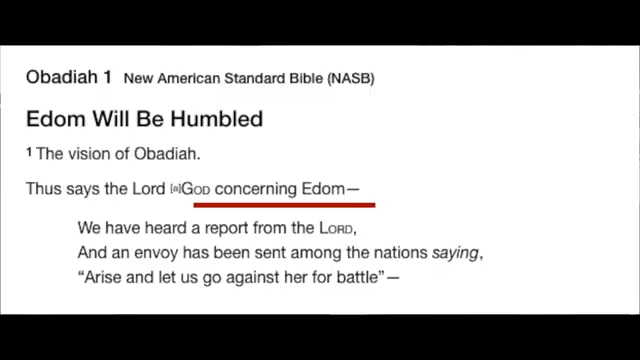 Obadiah 1 New American Standard Bible (NASB)
Edom Will Be Humbled
1 The vision of Obadiah.
Thus says the Lord [a]GOD concerning Edom—
We have heard a report from the LORD,
And an envoy has been sent among the nations saying,
“Arise and let us go against her for battle”—